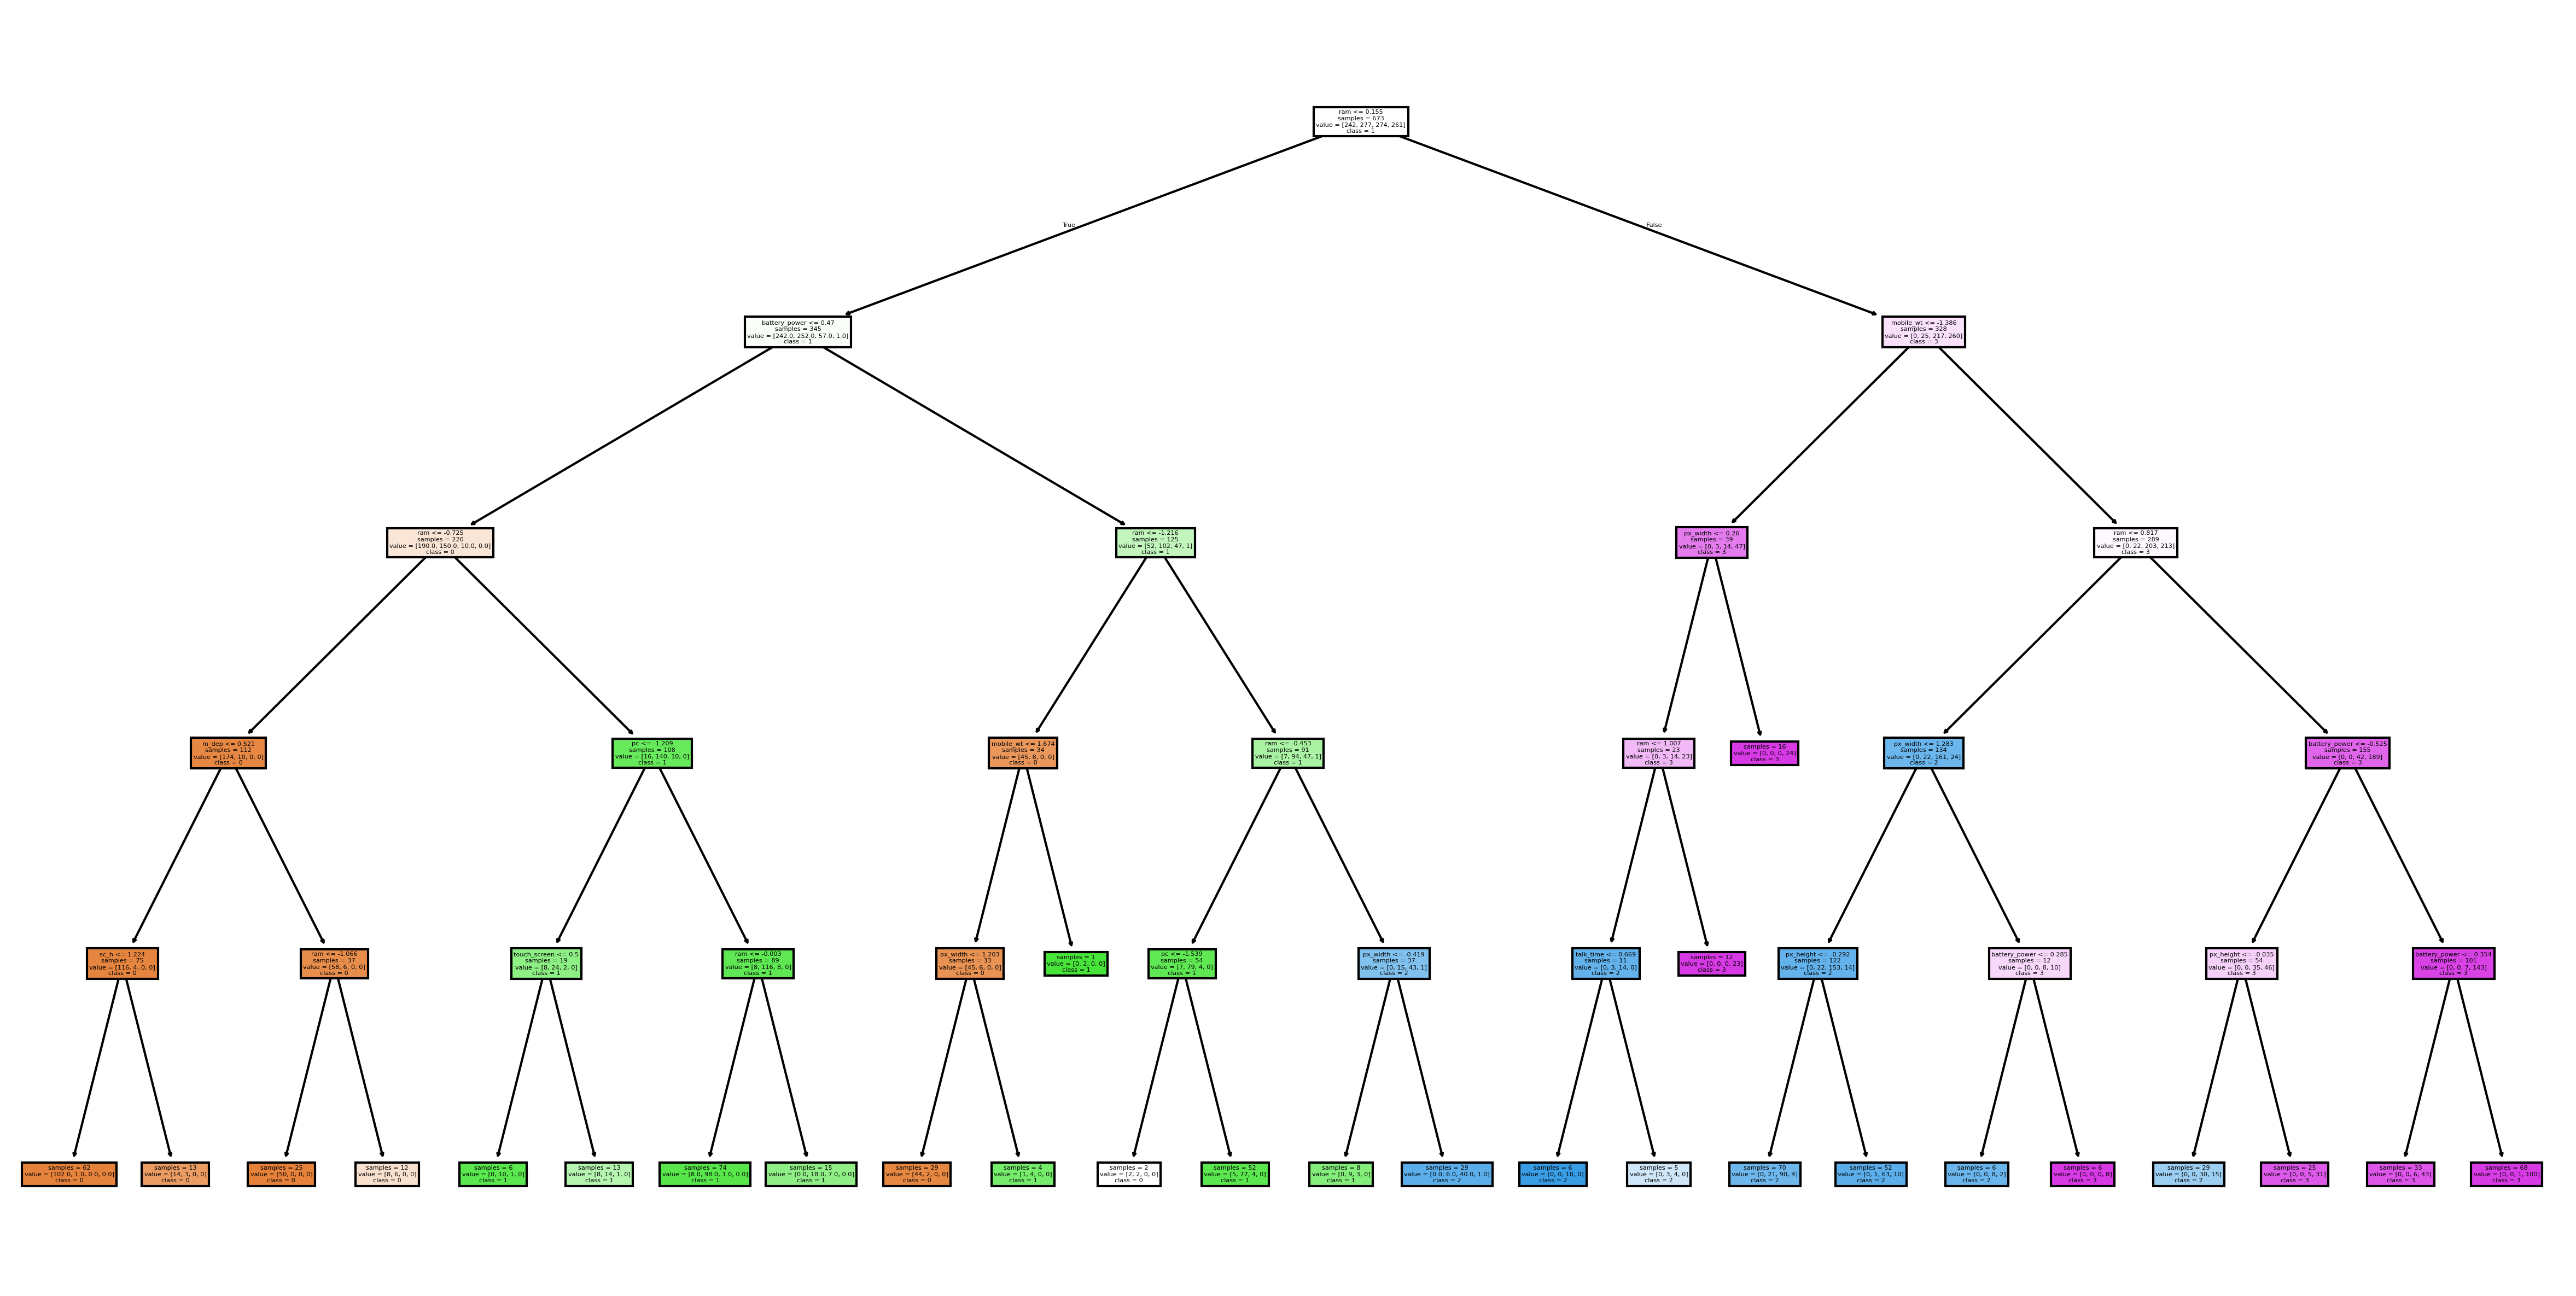 ram <= 0.155
samples = 673
value = [242, 277, 274, 261]
class = 1
True
False
battery_power <= 0.47
samples = 345
value = [242.0, 252.0, 57.0, 1.0]
class = 1
mobile_wt <= -1.386
samples = 328
value = [0, 25, 217, 260]
class = 3
ram <= -0.725
samples = 220
value = [190.0, 150.0, 10.0, 0.0]
class = 0
ram <= -1.216
samples = 125
value = [52, 102, 47, 1]
class = 1
px_width <= 0.26
samples = 39
value = [0, 3, 14, 47]
class = 3
ram <= 0.817
samples = 289
value = [0, 22, 203, 213]
class = 3
m_dep <= 0.521
samples = 112
value = [174, 10, 0, 0]
class = 0
pc <= -1.209
samples = 108
value = [16, 140, 10, 0]
class = 1
mobile_wt <= 1.674
samples = 34
value = [45, 8, 0, 0]
class = 0
ram <= -0.453
samples = 91
value = [7, 94, 47, 1]
class = 1
ram <= 1.007
samples = 23
value = [0, 3, 14, 23]
class = 3
samples = 16
value = [0, 0, 0, 24]
class = 3
px_width <= 1.283
samples = 134
value = [0, 22, 161, 24]
class = 2
battery_power <= -0.525
samples = 155
value = [0, 0, 42, 189]
class = 3
sc_h <= 1.224
samples = 75
value = [116, 4, 0, 0]
class = 0
ram <= -1.066
samples = 37
value = [58, 6, 0, 0]
class = 0
touch_screen <= 0.5
samples = 19
value = [8, 24, 2, 0]
class = 1
ram <= -0.003
samples = 89
value = [8, 116, 8, 0]
class = 1
px_width <= 1.203
samples = 33
value = [45, 6, 0, 0]
class = 0
samples = 1
value = [0, 2, 0, 0]
class = 1
pc <= -1.539
samples = 54
value = [7, 79, 4, 0]
class = 1
px_width <= -0.419
samples = 37
value = [0, 15, 43, 1]
class = 2
talk_time <= 0.669
samples = 11
value = [0, 3, 14, 0]
class = 2
samples = 12
value = [0, 0, 0, 23]
class = 3
px_height <= -0.292
samples = 122
value = [0, 22, 153, 14]
class = 2
battery_power <= 0.285
samples = 12
value = [0, 0, 8, 10]
class = 3
px_height <= -0.035
samples = 54
value = [0, 0, 35, 46]
class = 3
battery_power <= 0.354
samples = 101
value = [0, 0, 7, 143]
class = 3
samples = 62
value = [102.0, 1.0, 0.0, 0.0]
class = 0
samples = 13
value = [14, 3, 0, 0]
class = 0
samples = 25
value = [50, 0, 0, 0]
class = 0
samples = 12
value = [8, 6, 0, 0]
class = 0
samples = 6
value = [0, 10, 1, 0]
class = 1
samples = 13
value = [8, 14, 1, 0]
class = 1
samples = 74
value = [8.0, 98.0, 1.0, 0.0]
class = 1
samples = 15
value = [0.0, 18.0, 7.0, 0.0]
class = 1
samples = 29
value = [44, 2, 0, 0]
class = 0
samples = 4
value = [1, 4, 0, 0]
class = 1
samples = 2
value = [2, 2, 0, 0]
class = 0
samples = 52
value = [5, 77, 4, 0]
class = 1
samples = 8
value = [0, 9, 3, 0]
class = 1
samples = 29
value = [0.0, 6.0, 40.0, 1.0]
class = 2
samples = 6
value = [0, 0, 10, 0]
class = 2
samples = 5
value = [0, 3, 4, 0]
class = 2
samples = 70
value = [0, 21, 90, 4]
class = 2
samples = 52
value = [0, 1, 63, 10]
class = 2
samples = 6
value = [0, 0, 8, 2]
class = 2
samples = 6
value = [0, 0, 0, 8]
class = 3
samples = 29
value = [0, 0, 30, 15]
class = 2
samples = 25
value = [0, 0, 5, 31]
class = 3
samples = 33
value = [0, 0, 6, 43]
class = 3
samples = 68
value = [0, 0, 1, 100]
class = 3